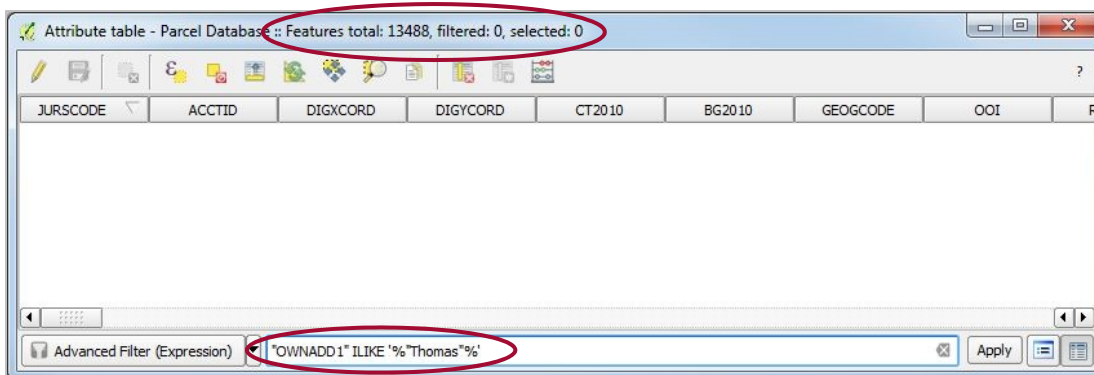 Attribute table - Parcel Database :: Features total: 13488, filtered: 0, selected: 0
ε ?
JURSCODE ACCTID DIGXCORD DIGYCORD CT2010 BG2010 GEOGCODE OOI
Advanced Filter (Expression) "OWNADD1" ILIKE '%"Thomas"%' Apply